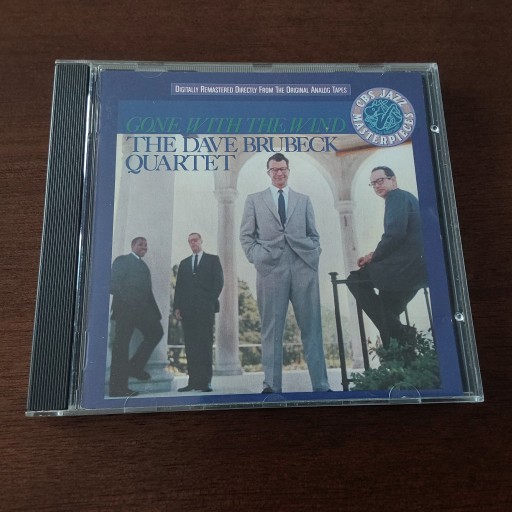 DIGITALLY REMASTERED DIRECTLY FROM THE ORIGINAL ANALOG TAPES
CBS JAZZ MASTERPIECES
GONE WITH THE WIND
THE DAVE BRUBECK
QUARTET